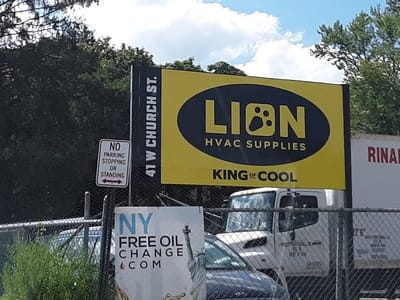 41 W CHURCH ST.
LION
HVAC SUPPLIES
KING OF COOL
NO
PARKING
STOPPING
OR
STANDING
RINA
NY
FREE OIL
CHANGE
.COM